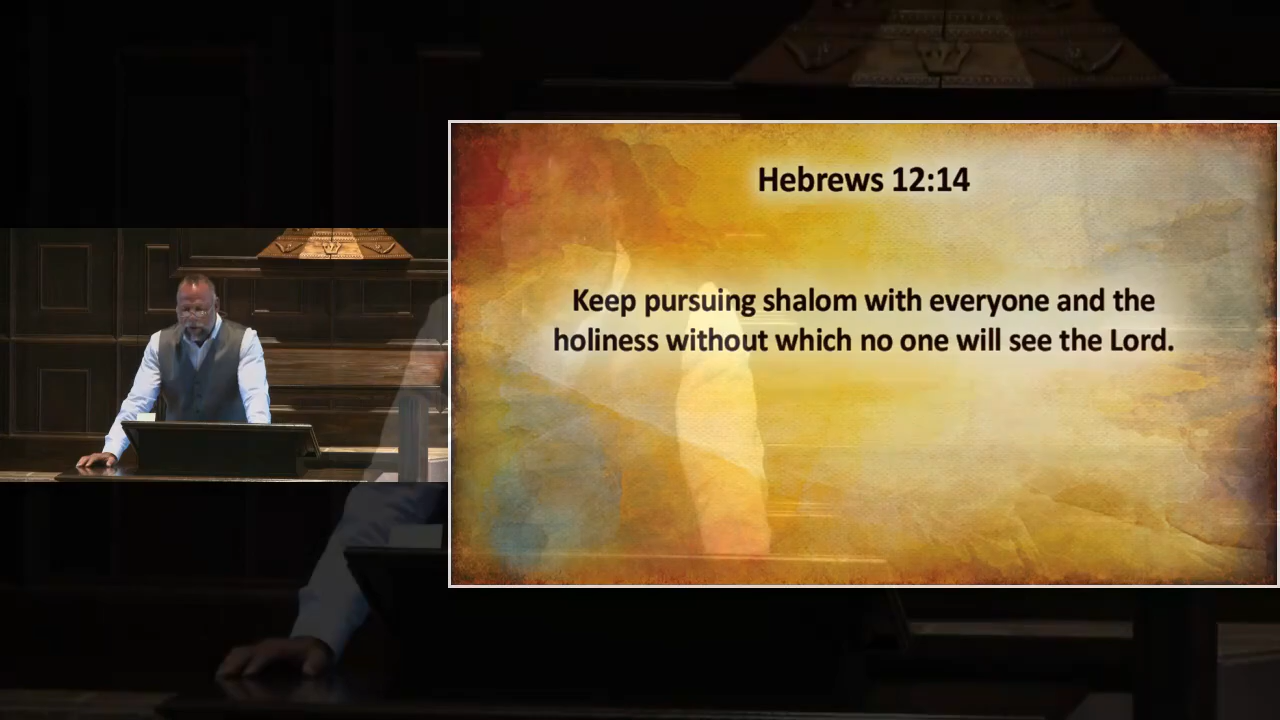 Hebrews 12:14
Keep pursuing shalom with everyone and the
holiness without which no one will see the Lord.